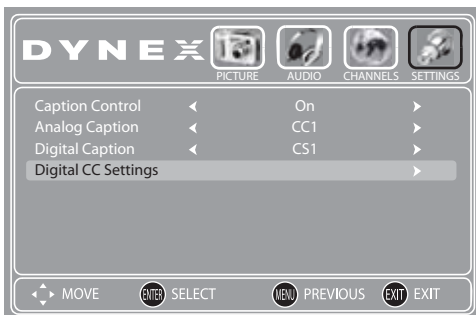 DYNEX
PICTURE AUDIO CHANNELS SETTINGS
Caption Control On
Analog Caption CC1
Digital Caption CS1
Digital CC Settings
MOVE ENTER SELECT MENU PREVIOUS EXIT EXIT